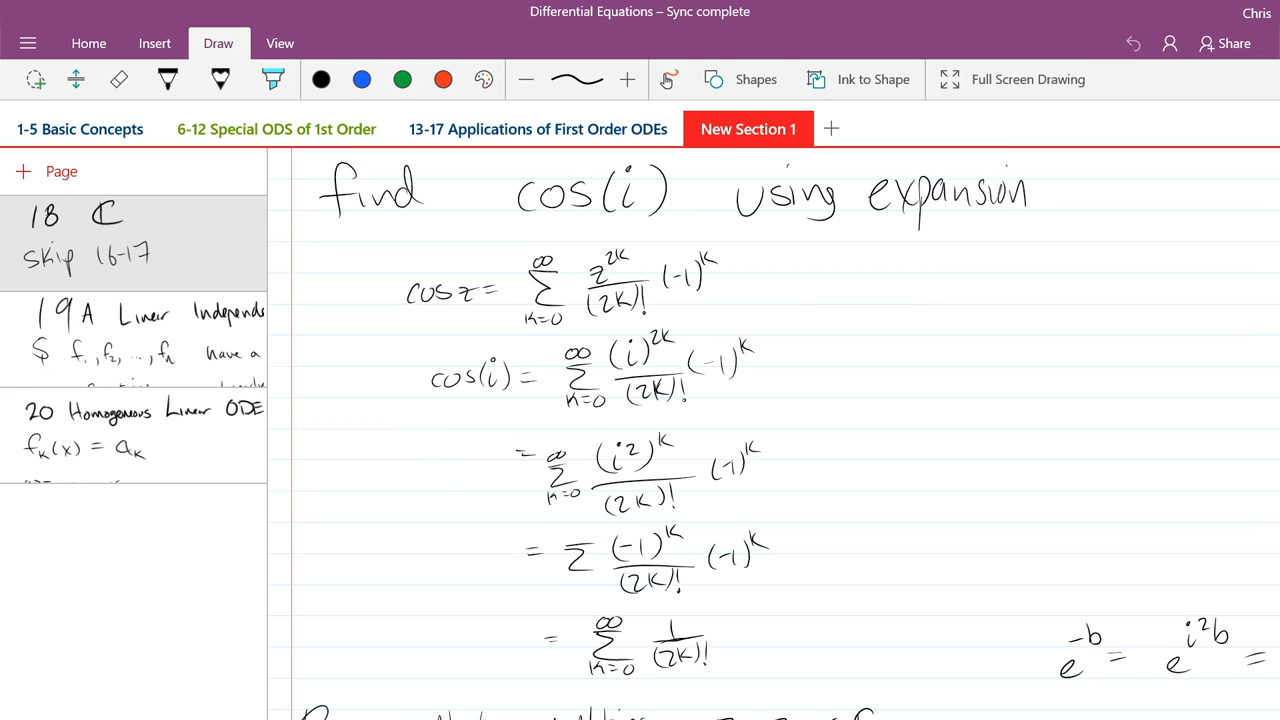 Differential Equations – Sync complete
Chris
Home Insert Draw View
Share
Shapes Ink to Shape Full Screen Drawing
1-5 Basic Concepts 6-12 Special ODS of 1st Order 13-17 Applications of First Order ODEs New Section 1
Page
18 ℂ
skip 16-17
19A Linear Independ
$ f₁, f₂, ..., fₙ have a
20 Homogeneous Linear ODE
fₖ(x) = aₖ
find cos(i) using expansion
cos z = ∑_{k=0}^{∞} z^{2k}/(2k)! (-1)^k
cos(i) = ∑_{k=0}^{∞} (i)^{2k}/(2k)! (-1)^k
= ∑_{k=0}^{∞} (i²)^k/(2k)! (-1)^k
= ∑ (-1)^k/(2k)! (-1)^k
= ∑_{k=0}^{∞} 1/(2k)!
e^{-b} = e^{i²b} =